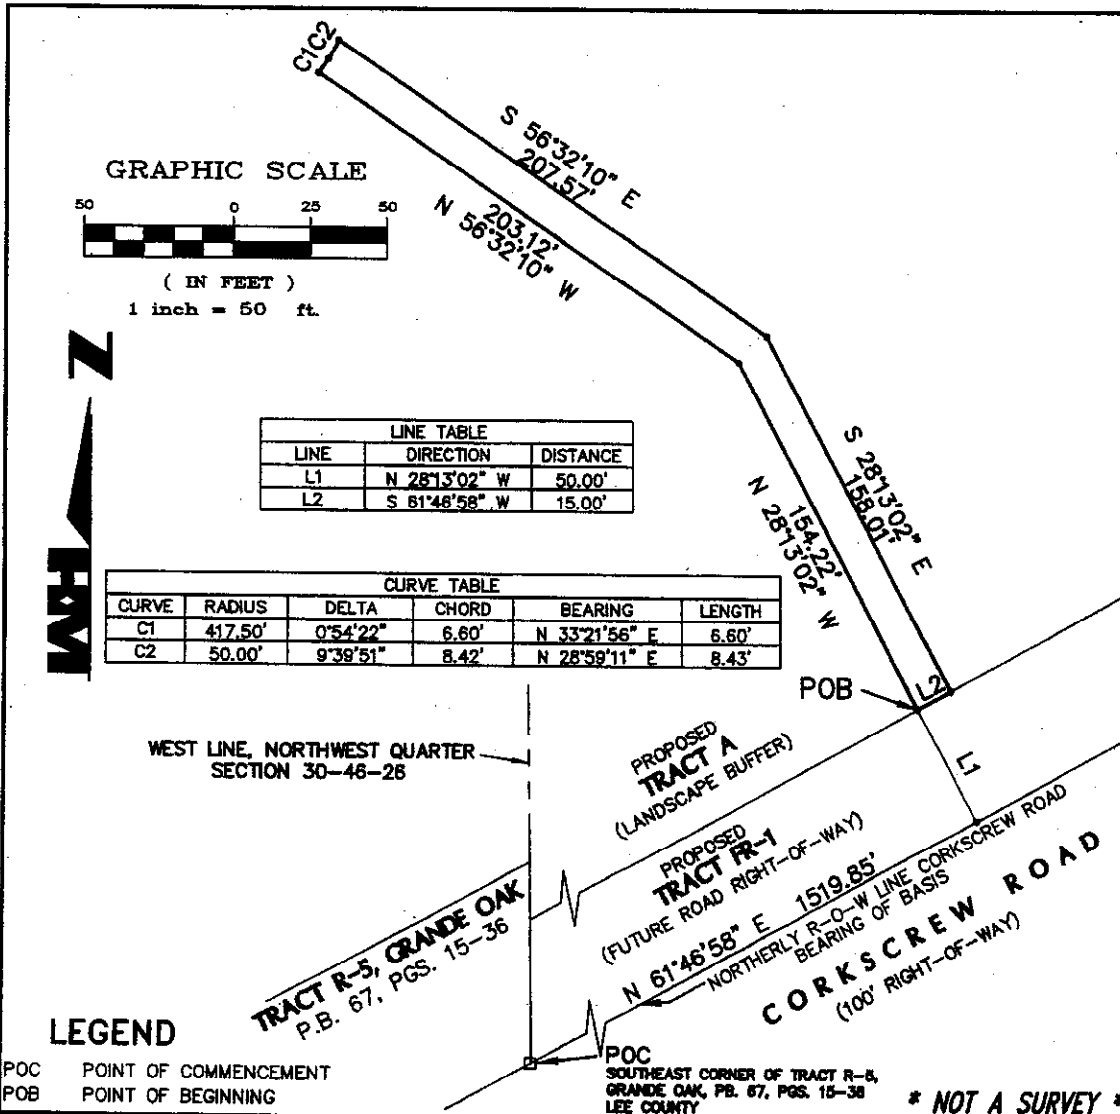 C1 C2
S 56°32'10" E
207.57'
203.12'
N 56°32'10" W
GRAPHIC SCALE
50 0 25 50
( IN FEET )
1 inch = 50 ft.
Z
HM
LINE TABLE
LINE DIRECTION DISTANCE
L1 N 28°13'02" W 50.00'
L2 S 61°46'58" W 15.00'
CURVE TABLE
CURVE RADIUS DELTA CHORD BEARING LENGTH
C1 417.50' 0°54'22" 6.60' N 33°21'56" E 6.60'
C2 50.00' 9°39'51" 8.42' N 28°59'11" E 8.43'
S 28°13'02" E
158.01'
154.22'
N 28°13'02" W
POB
L2
L1
WEST LINE, NORTHWEST QUARTER
SECTION 30-46-26
PROPOSED
TRACT A
(LANDSCAPE BUFFER)
PROPOSED
TRACT FR-1
(FUTURE ROAD RIGHT-OF-WAY)
N 61°46'58" E 1519.85'
NORTHERLY R-O-W LINE CORKSCREW ROAD
BEARING OF BASIS
CORKSCREW ROAD
(100' RIGHT-OF-WAY)
TRACT R-5, GRANDE OAK
P.B. 67, PGS. 15-36
LEGEND
POC POINT OF COMMENCEMENT
POB POINT OF BEGINNING
POC
SOUTHEAST CORNER OF TRACT R-5,
GRANDE OAK, PB. 67, PGS. 15-36
LEE COUNTY
* NOT A SURVEY *